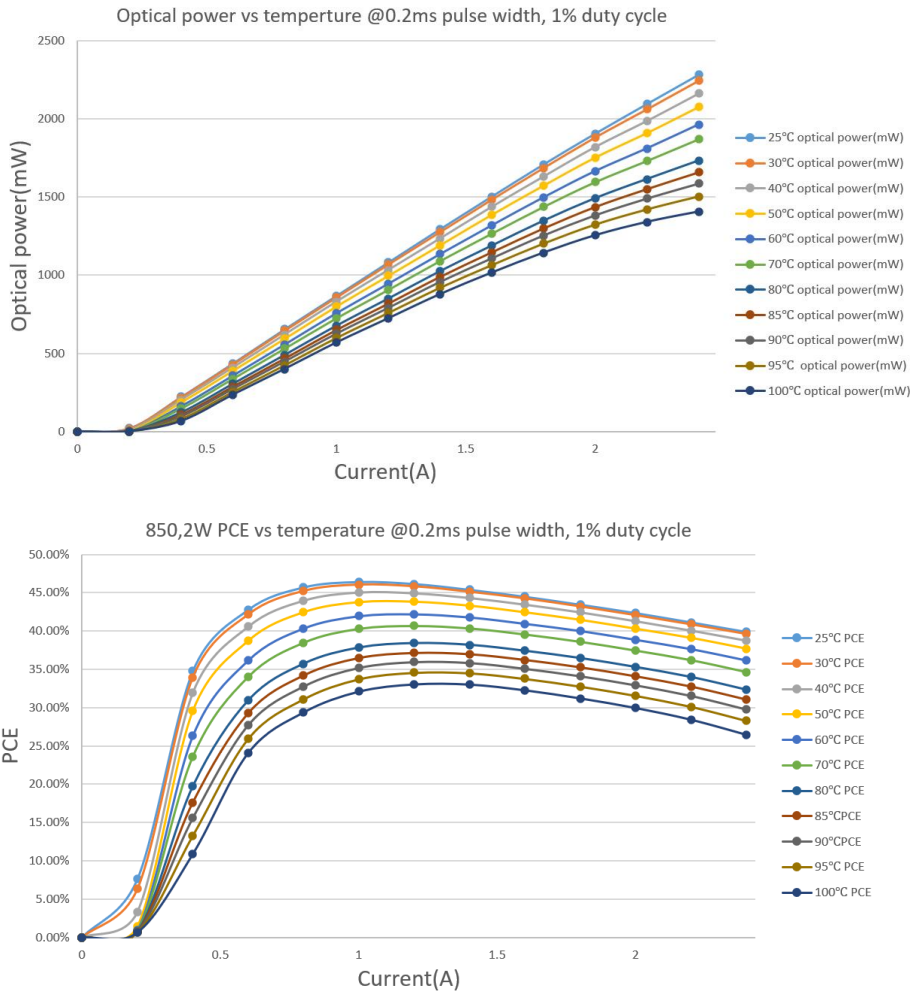 Optical power vs temperture @0.2ms pulse width, 1% duty cycle
2500
2000
1500
1000
500
0
0
0.5
1
1.5
2
Optical power(mW)
Current(A)
25℃ optical power(mW)
30℃ optical power(mW)
40℃ optical power(mW)
50℃ optical power(mW)
60℃ optical power(mW)
70℃ optical power(mW)
80℃ optical power(mW)
85℃ optical power(mW)
90℃ optical power(mW)
95℃  optical power(mW)
100℃ optical power(mW)
850,2W PCE vs temperature @0.2ms pulse width, 1% duty cycle
50.00%
45.00%
40.00%
35.00%
30.00%
25.00%
20.00%
15.00%
10.00%
5.00%
0.00%
0
0.5
1
1.5
2
PCE
Current(A)
25℃ PCE
30℃ PCE
40℃ PCE
50℃ PCE
60℃ PCE
70℃ PCE
80℃ PCE
85℃PCE
90℃PCE
95℃ PCE
100℃ PCE